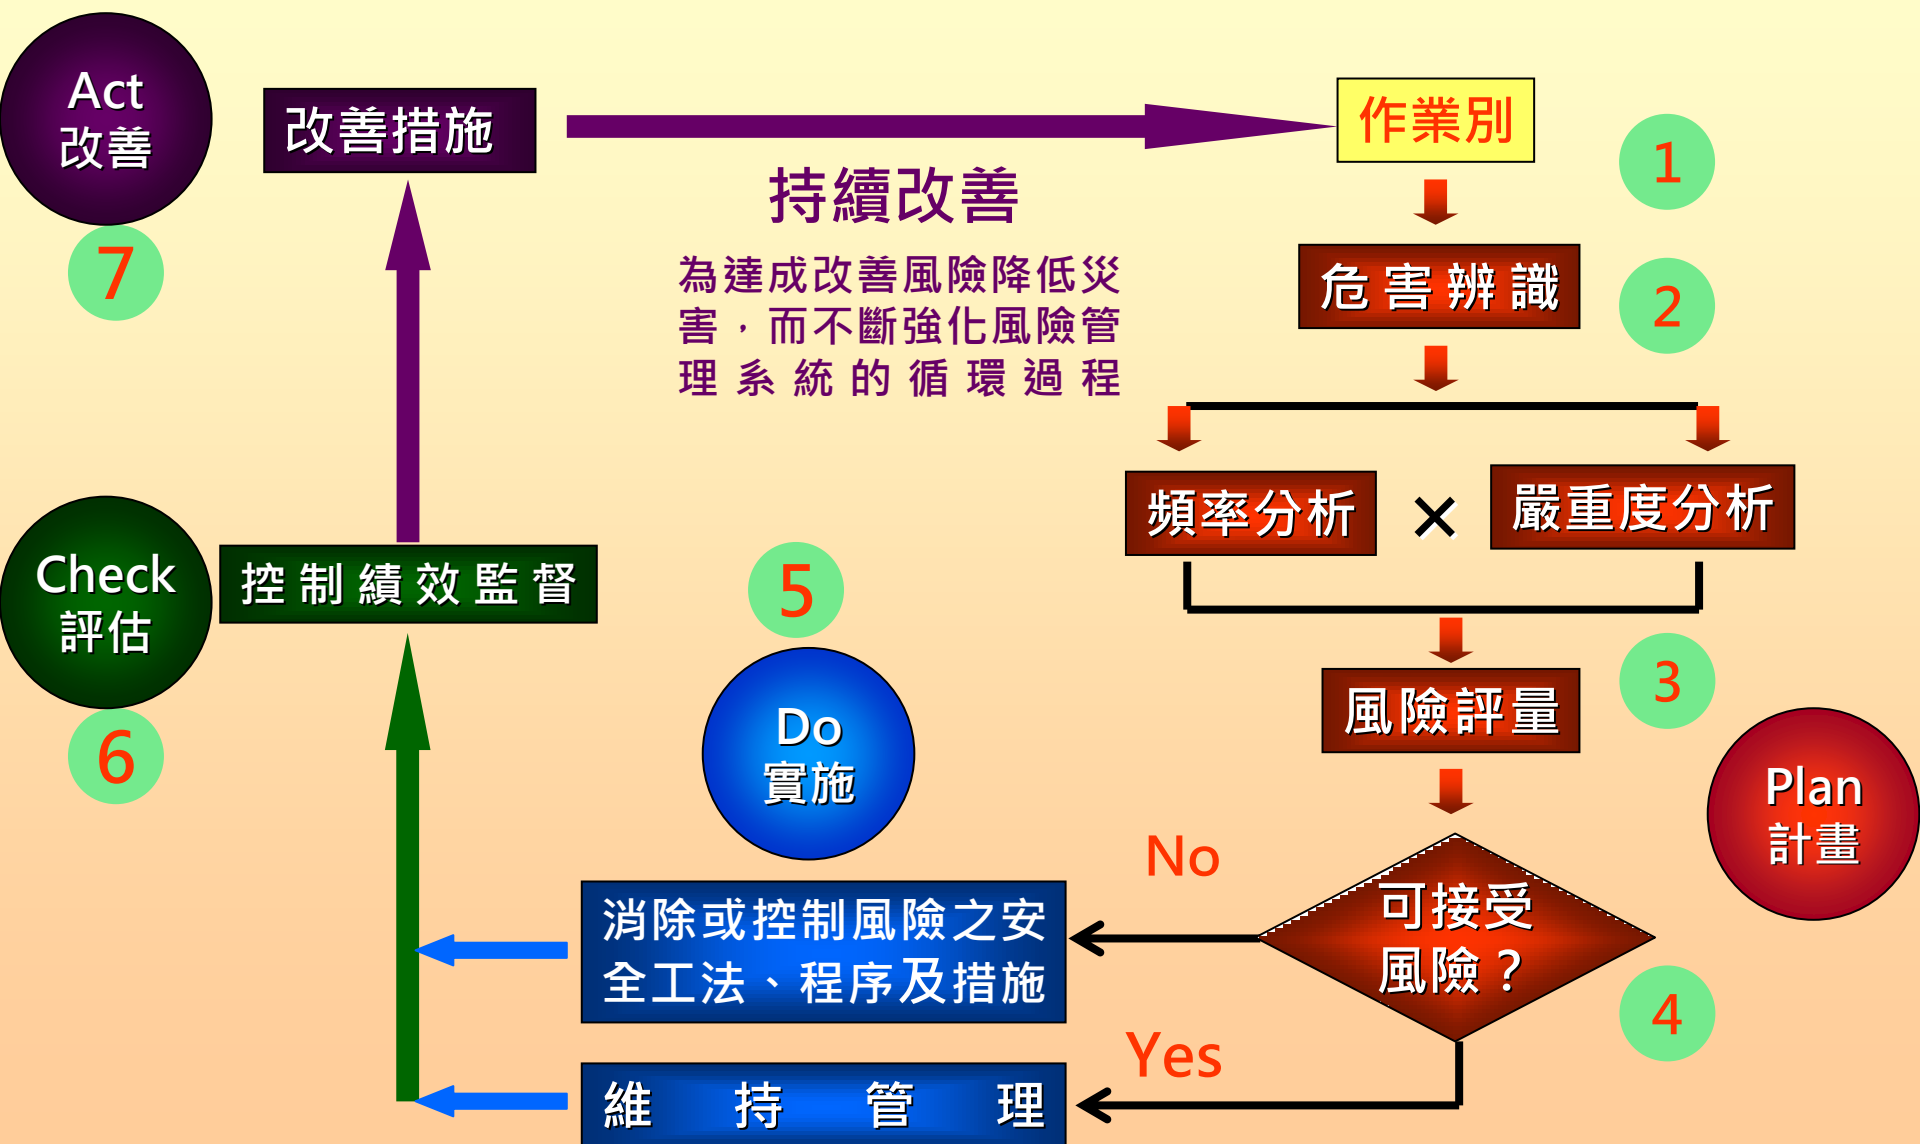 Act
改善
7
改善措施
持續改善
為達成改善風險降低災
害，而不斷強化風險管
理系統的循環過程
作業別
1
危害辨識
2
頻率分析
×
嚴重度分析
風險評量
3
Plan
計畫
可接受
風險？
4
No
Yes
5
Do
實施
消除或控制風險之安
全工法、程序及措施
維持管理
Check
評估
6
控制績效監督